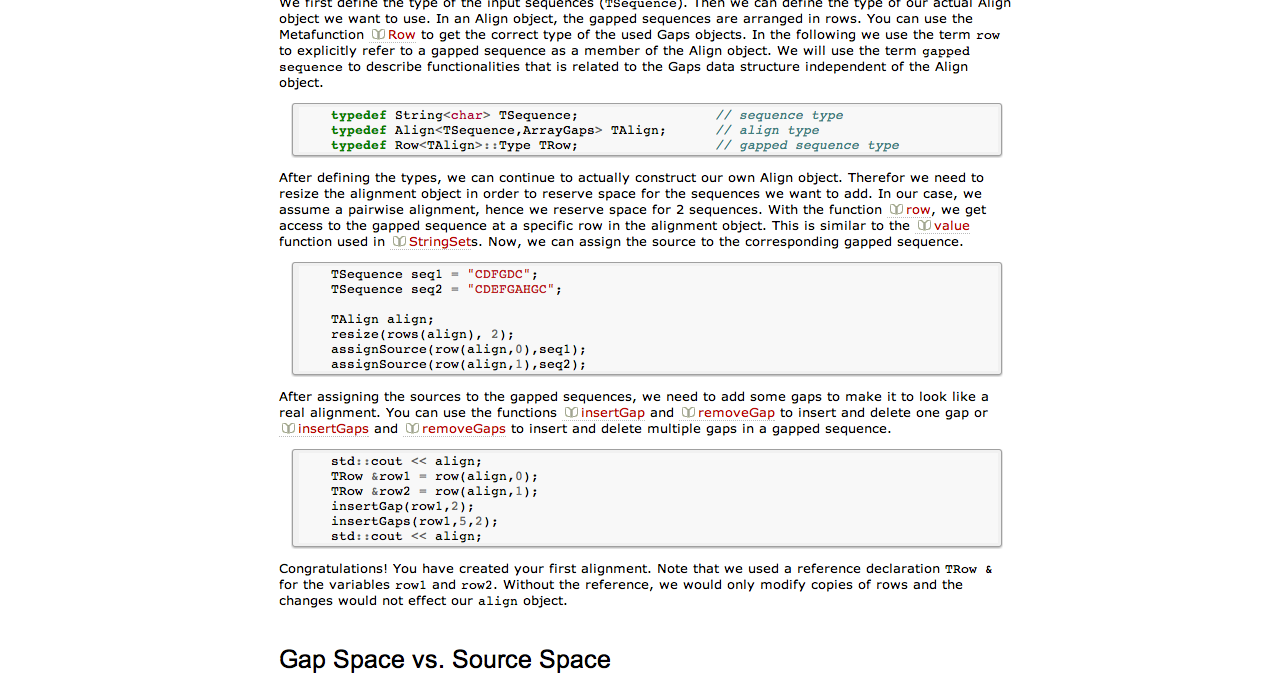 We first define the type of the input sequences (TSequence). Then we can define the type of our actual Align
object we want to use. In an Align object, the gapped sequences are arranged in rows. You can use the
Metafunction Row to get the correct type of the used Gaps objects. In the following we use the term row
to explicitly refer to a gapped sequence as a member of the Align object. We will use the term gapped
sequence to describe functionalities that is related to the Gaps data structure independent of the Align
object.
typedef String<char> TSequence; // sequence type
typedef Align<TSequence,ArrayGaps> TAlign; // align type
typedef Row<TAlign>::Type TRow; // gapped sequence type
After defining the types, we can continue to actually construct our own Align object. Therefor we need to
resize the alignment object in order to reserve space for the sequences we want to add. In our case, we
assume a pairwise alignment, hence we reserve space for 2 sequences. With the function row, we get
access to the gapped sequence at a specific row in the alignment object. This is similar to the value
function used in StringSets. Now, we can assign the source to the corresponding gapped sequence.
TSequence seq1 = "CDFGDC";
TSequence seq2 = "CDEFGAHGC";
TAlign align;
resize(rows(align), 2);
assignSource(row(align,0),seq1);
assignSource(row(align,1),seq2);
After assigning the sources to the gapped sequences, we need to add some gaps to make it to look like a
real alignment. You can use the functions insertGap and removeGap to insert and delete one gap or
insertGaps and removeGaps to insert and delete multiple gaps in a gapped sequence.
std::cout << align;
TRow &row1 = row(align,0);
TRow &row2 = row(align,1);
insertGap(row1,2);
insertGaps(row1,5,2);
std::cout << align;
Congratulations! You have created your first alignment. Note that we used a reference declaration TRow &
for the variables row1 and row2. Without the reference, we would only modify copies of rows and the
changes would not effect our align object.
Gap Space vs. Source Space